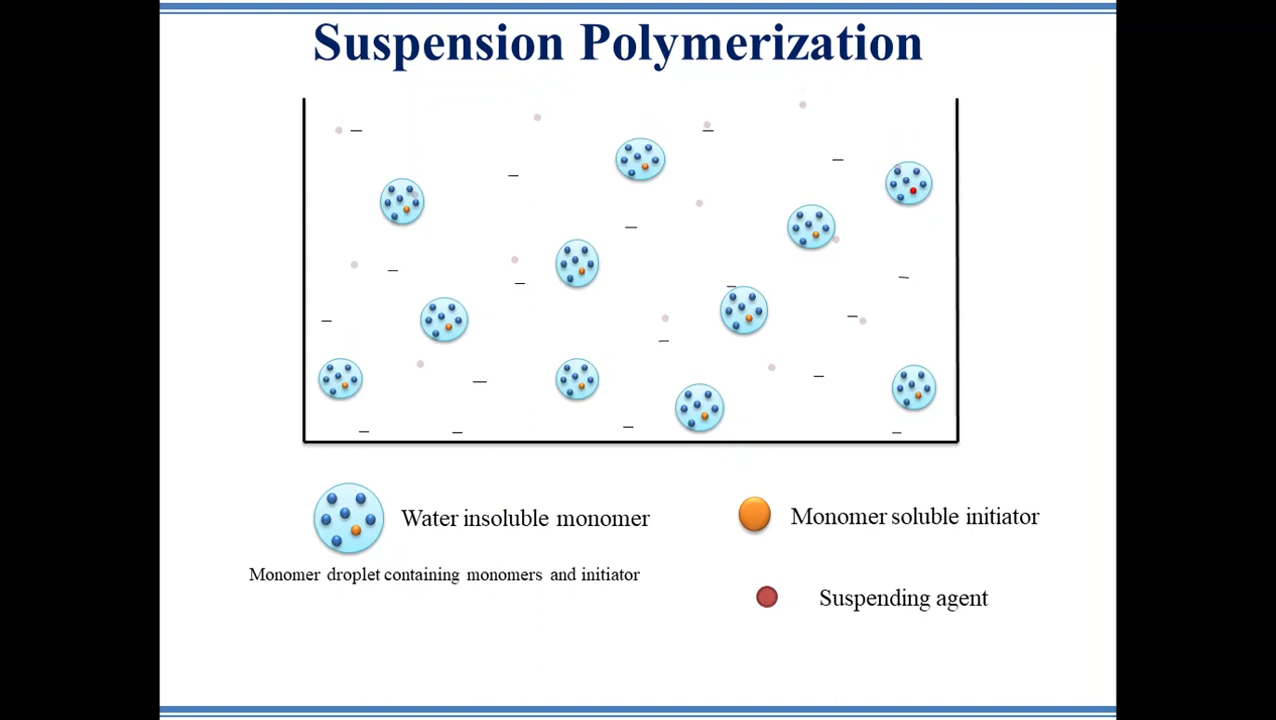 Suspension Polymerization
Water insoluble monomer
Monomer soluble initiator
Monomer droplet containing monomers and initiator
Suspending agent